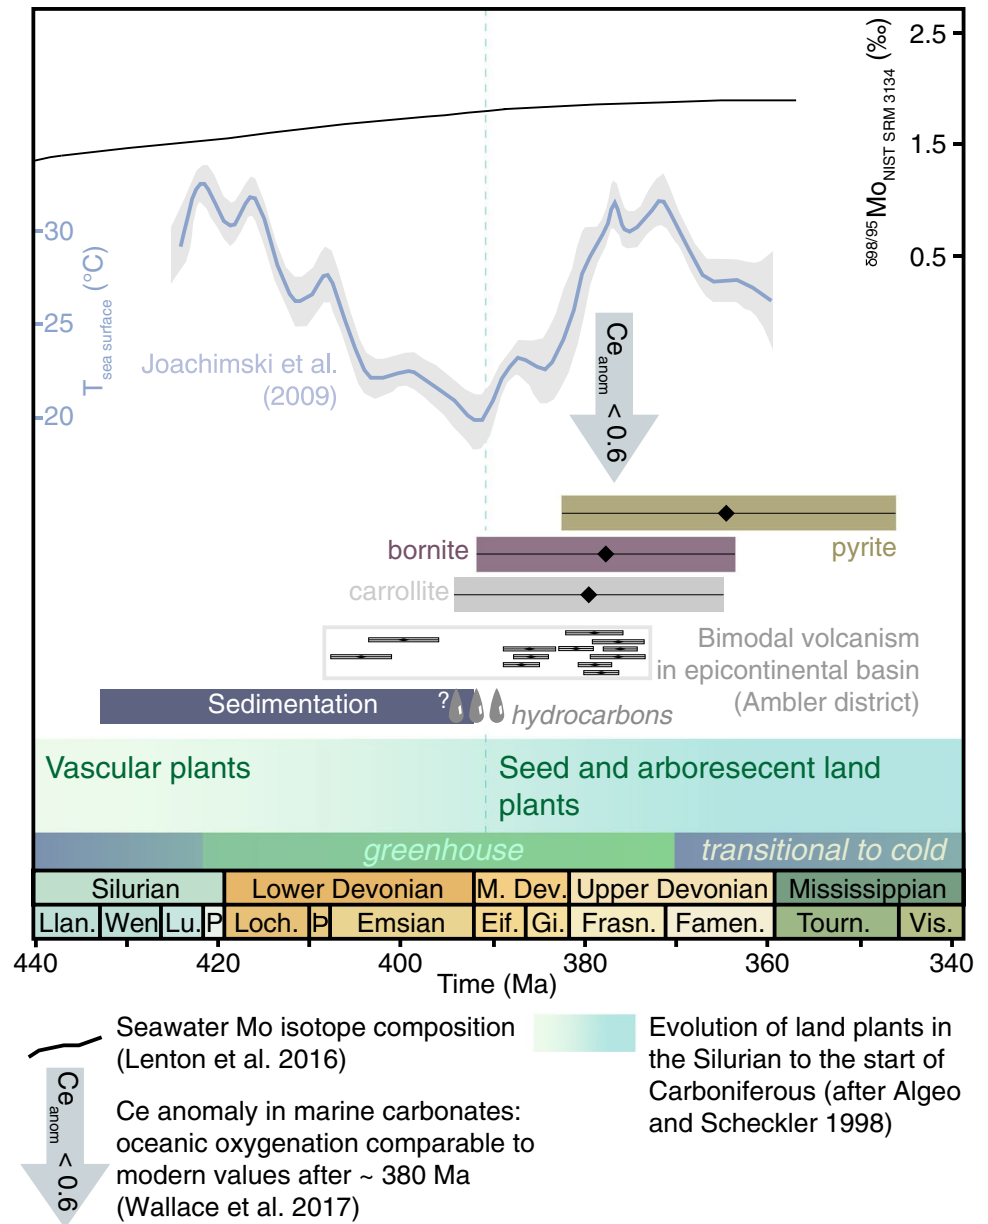 2.5
1.5
0.5
δ98/95Mo NIST SRM 3134 (‰)
30
25
20
T sea surface (°C)
Joachimski et al.
(2009)
Ce anom < 0.6
pyrite
bornite
carrollite
Bimodal volcanism
in epicontinental basin
(Ambler district)
Sedimentation ?
hydrocarbons
Vascular plants
Seed and arboresecent land
plants
greenhouse transitional to cold
Silurian Lower Devonian M. Dev. Upper Devonian Mississippian
Llan. Wen Lu. P Loch. Þ Emsian Eif. Gi. Frasn. Famen. Tourn. Vis.
440 420 400 380 360 340
Time (Ma)
Seawater Mo isotope composition
(Lenton et al. 2016)
Ce anom < 0.6
Ce anomaly in marine carbonates:
oceanic oxygenation comparable to
modern values after ~ 380 Ma
(Wallace et al. 2017)
Evolution of land plants in
the Silurian to the start of
Carboniferous (after Algeo
and Scheckler 1998)